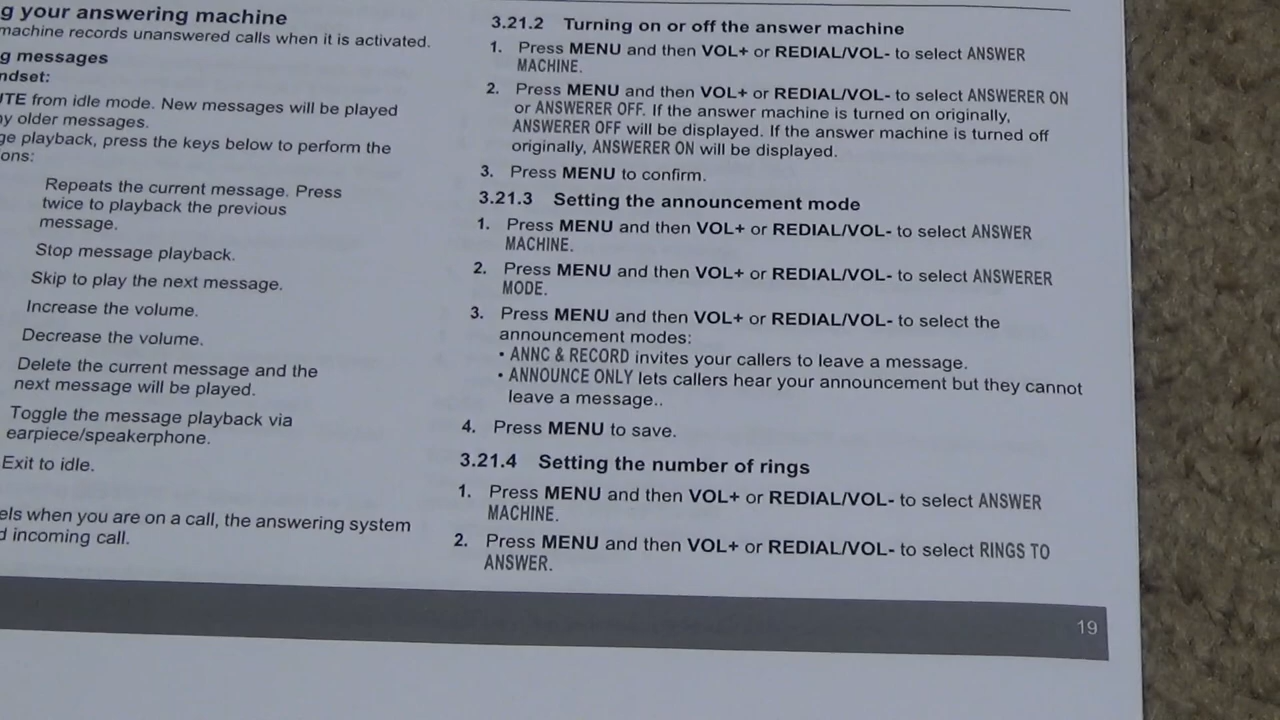 g your answering machine
machine records unanswered calls when it is activated.
g messages
ndset:
UTE from idle mode. New messages will be played
ny older messages.
ge playback, press the keys below to perform the
ons:
Repeats the current message. Press
twice to playback the previous
message.
Stop message playback.
Skip to play the next message.
Increase the volume.
Decrease the volume.
Delete the current message and the
next message will be played.
Toggle the message playback via
earpiece/speakerphone.
Exit to idle.
els when you are on a call, the answering system
d incoming call.
3.21.2 Turning on or off the answer machine
1. Press MENU and then VOL+ or REDIAL/VOL- to select ANSWER
MACHINE.
2. Press MENU and then VOL+ or REDIAL/VOL- to select ANSWERER ON
or ANSWERER OFF. If the answer machine is turned on originally,
ANSWERER OFF will be displayed. If the answer machine is turned off
originally, ANSWERER ON will be displayed.
3. Press MENU to confirm.
3.21.3 Setting the announcement mode
1. Press MENU and then VOL+ or REDIAL/VOL- to select ANSWER
MACHINE.
2. Press MENU and then VOL+ or REDIAL/VOL- to select ANSWERER
MODE.
3. Press MENU and then VOL+ or REDIAL/VOL- to select the
announcement modes:
• ANNC & RECORD invites your callers to leave a message.
• ANNOUNCE ONLY lets callers hear your announcement but they cannot
leave a message..
4. Press MENU to save.
3.21.4 Setting the number of rings
1. Press MENU and then VOL+ or REDIAL/VOL- to select ANSWER
MACHINE.
2. Press MENU and then VOL+ or REDIAL/VOL- to select RINGS TO
ANSWER.
19